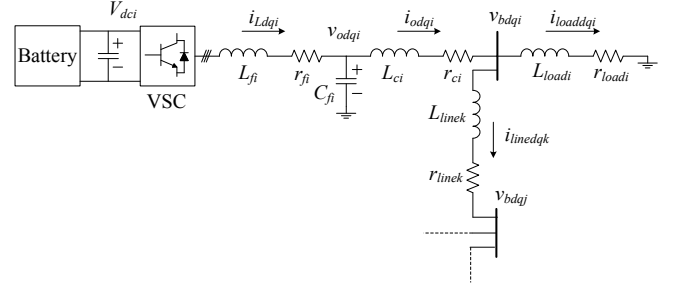 V_dci
i_Ldqi
v_odqi
i_odqi
v_bdqi
i_loaddqi
Battery
+
−
VSC
L_fi
r_fi
C_fi
+
−
L_ci
r_ci
L_loadi
r_loadi
L_linek
i_linedqk
r_linek
v_bdqj